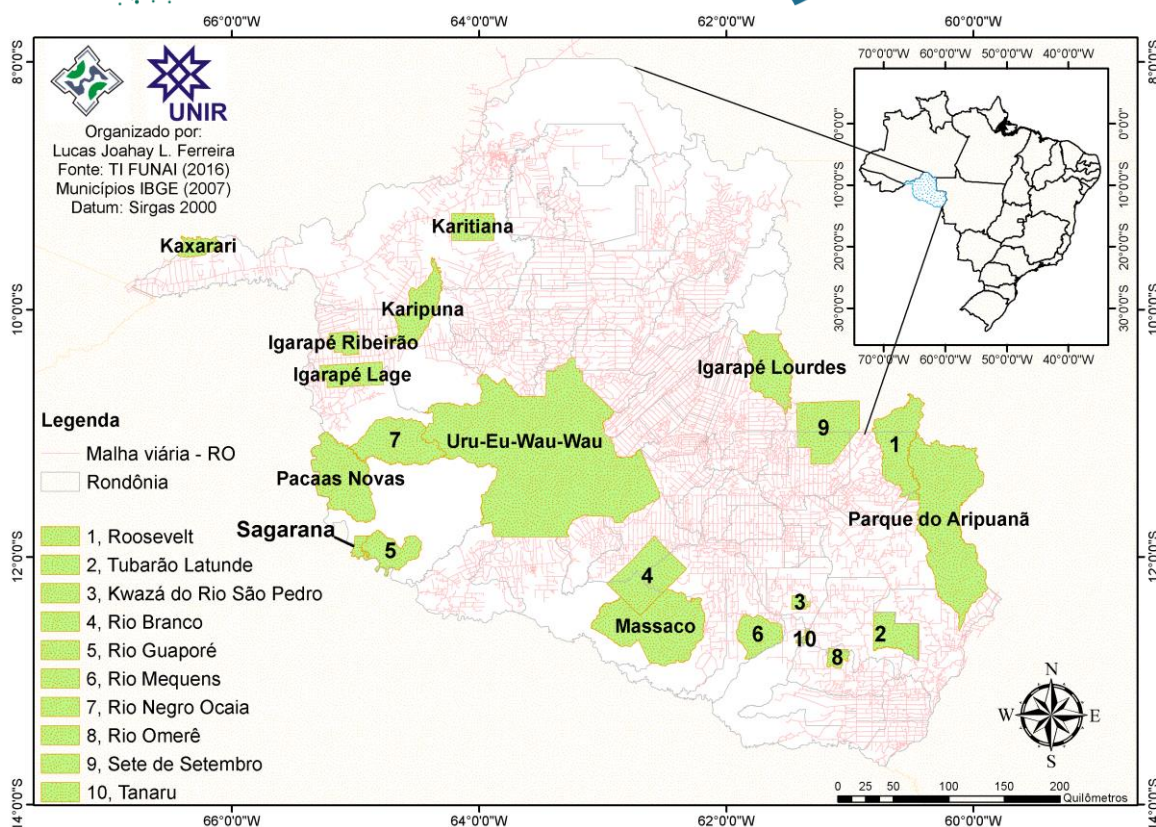 66°0'0"W 64°0'0"W 62°0'0"W 60°0'0"W
8°0'0"S
10°0'0"S
12°0'0"S
14°0'0"S
UNIR
Organizado por:
Lucas Joahay L. Ferreira
Fonte: TI FUNAI (2016)
Municípios IBGE (2007)
Datum: Sirgas 2000
70°0'0"W 60°0'0"W 50°0'0"W 40°0'0"W
0°0'0"
10°0'0"S
20°0'0"S
30°0'0"S
0°0'0"
10°0'0"S
20°0'0"S
30°0'0"S
70°0'0"W 60°0'0"W 50°0'0"W 40°0'0"W
Kaxarari
Karitiana
Karipuna
Igarapé Ribeirão
Igarapé Lage
Igarapé Lourdes
Uru-Eu-Wau-Wau
7
9
1
Pacaas Novas
Parque do Aripuanã
Sagarana
5
4
3
Massaco
6
10
2
8
Legenda
Malha viária - RO
Rondônia
1, Roosevelt
2, Tubarão Latunde
3, Kwazá do Rio São Pedro
4, Rio Branco
5, Rio Guaporé
6, Rio Mequens
7, Rio Negro Ocaia
8, Rio Omerê
9, Sete de Setembro
10, Tanaru
N
W E
S
0 25 50 100 150 200
Quilômetros
8°0'0"S
10°0'0"S
12°0'0"S
14°0'0"S
66°0'0"W 64°0'0"W 62°0'0"W 60°0'0"W